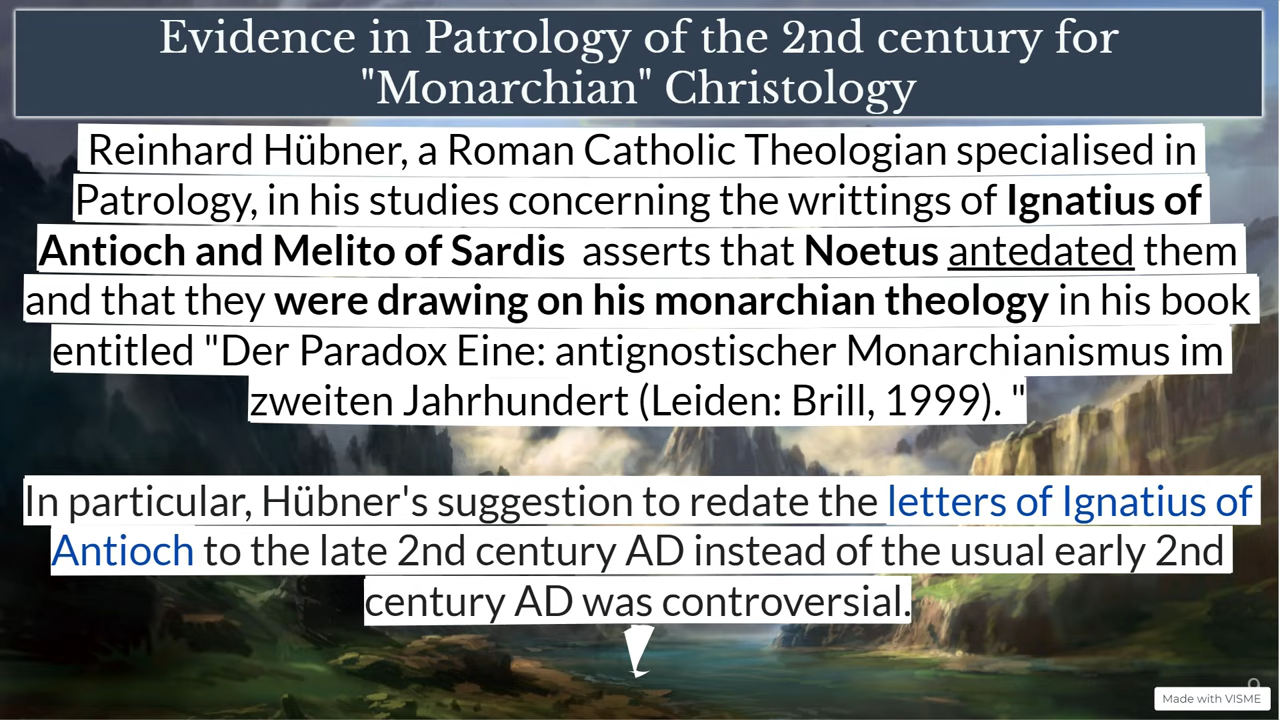 Evidence in Patrology of the 2nd century for
"Monarchian" Christology
Reinhard Hübner, a Roman Catholic Theologian specialised in
Patrology, in his studies concerning the writtings of Ignatius of
Antioch and Melito of Sardis asserts that Noetus antedated them
and that they were drawing on his monarchian theology in his book
entitled "Der Paradox Eine: antignostischer Monarchianismus im
zweiten Jahrhundert (Leiden: Brill, 1999). "
In particular, Hübner's suggestion to redate the letters of Ignatius of
Antioch to the late 2nd century AD instead of the usual early 2nd
century AD was controversial.
Made with VISME